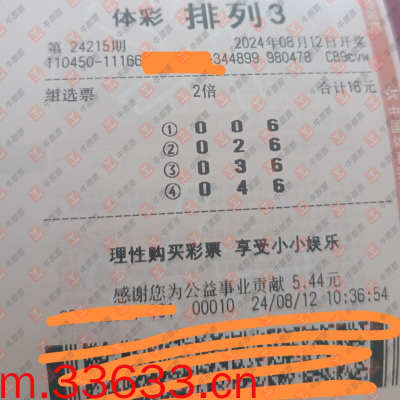 体彩 排列3
第 24215期 2024年08月12日开奖
110450-11166 344899 980478 CB9cvw
组选票 2倍 合计16元
① 0 0 6
② 0 2 6
③ 0 3 6
④ 0 4 6
理性购买彩票 享受小小娱乐
感谢您为公益事业贡献 5.44元
00010 24/08/12 10:36:54
m.33633.cn